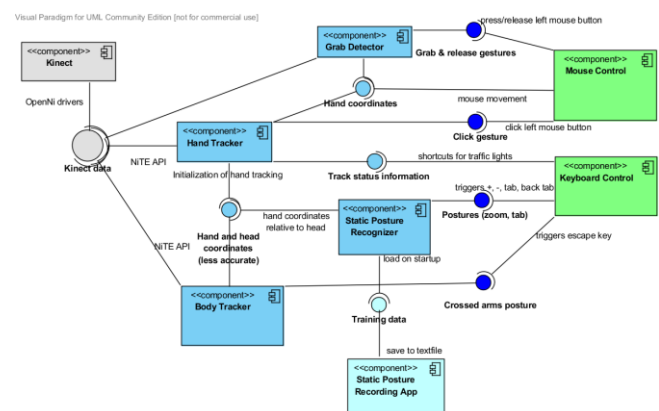 Visual Paradigm for UML Community Edition [not for commercial use]
<<component>>
Kinect
OpenNi drivers
Kinect data
<<component>>
Grab Detector
press/release left mouse button
Grab & release gestures
<<component>>
Mouse Control
Hand coordinates
mouse movement
<<component>>
Hand Tracker
NiTE API
Click gesture
click left mouse button
Initialization of hand tracking
Track status information
shortcuts for traffic lights
<<component>>
Keyboard Control
Hand and head
coordinates
(less accurate)
hand coordinates
relative to head
<<component>>
Static Posture
Recognizer
triggers +, -, tab, back tab
Postures (zoom, tab)
triggers escape key
NiTE API
load on startup
<<component>>
Body Tracker
Crossed arms posture
Training data
save to textfile
<<component>>
Static Posture
Recording App